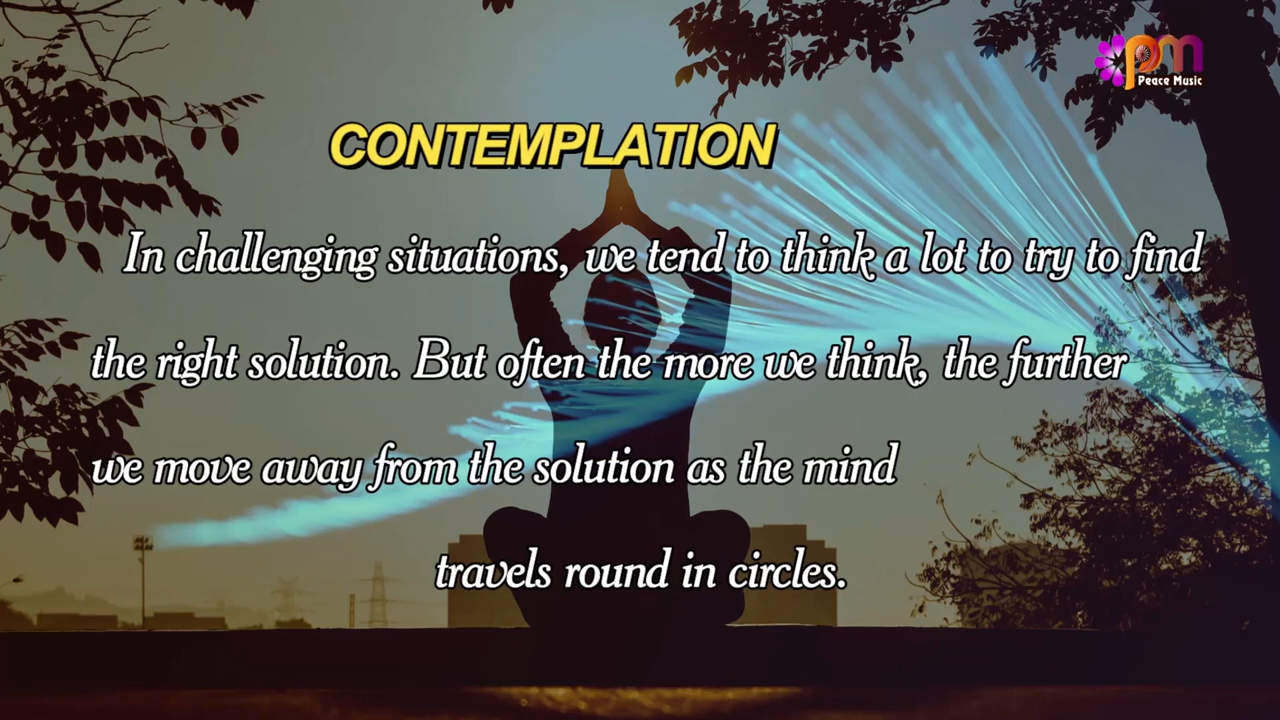 pm
Peace Music
CONTEMPLATION
In challenging situations, we tend to think a lot to try to find
the right solution. But often the more we think, the further
we move away from the solution as the mind
travels round in circles.